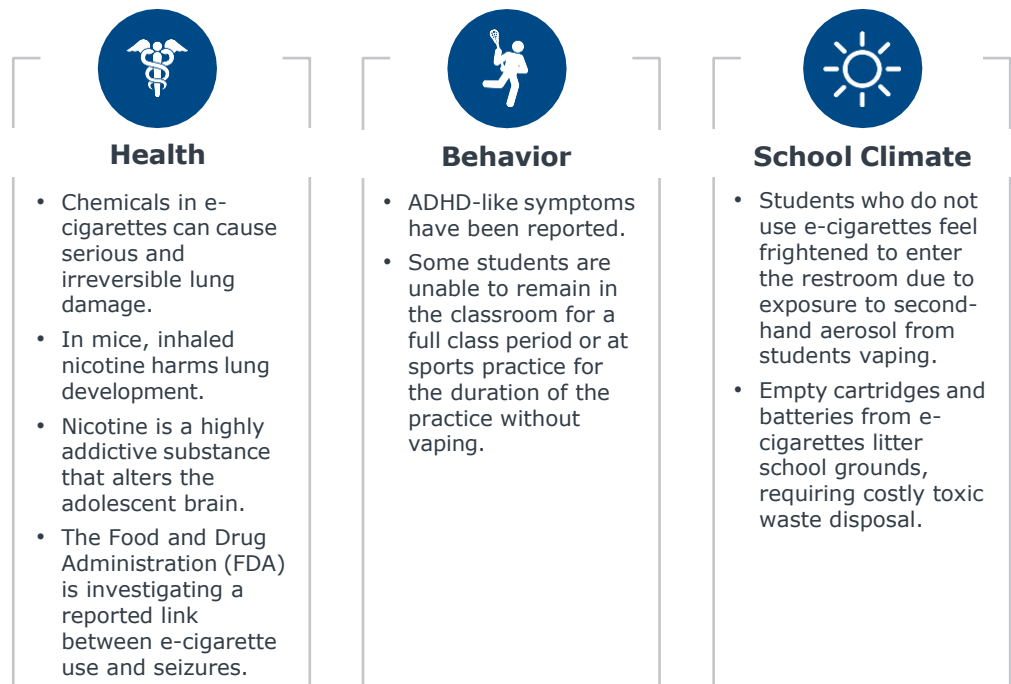 Health
• Chemicals in e-
cigarettes can cause
serious and
irreversible lung
damage.
• In mice, inhaled
nicotine harms lung
development.
• Nicotine is a highly
addictive substance
that alters the
adolescent brain.
• The Food and Drug
Administration (FDA)
is investigating a
reported link
between e-cigarette
use and seizures.
Behavior
• ADHD-like symptoms
have been reported.
• Some students are
unable to remain in
the classroom for a
full class period or at
sports practice for
the duration of the
practice without
vaping.
School Climate
• Students who do not
use e-cigarettes feel
frightened to enter
the restroom due to
exposure to second-
hand aerosol from
students vaping.
• Empty cartridges and
batteries from e-
cigarettes litter
school grounds,
requiring costly toxic
waste disposal.